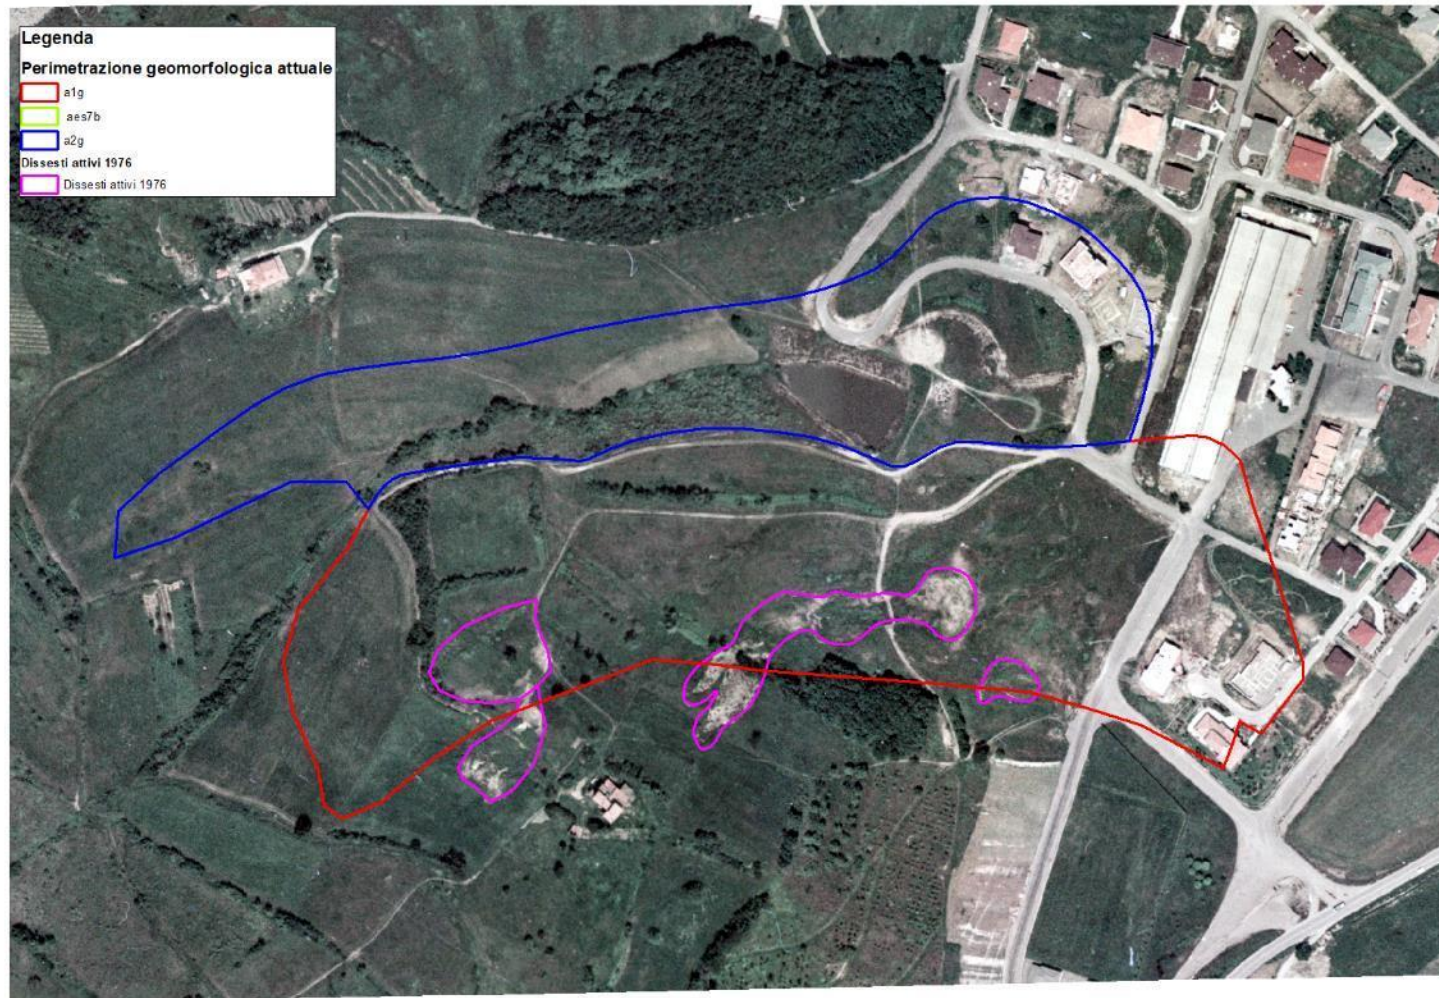 Legenda
Perimetrazione geomorfologica attuale
a1g
aes7b
a2g
Dissesti attivi 1976
Dissesti attivi 1976